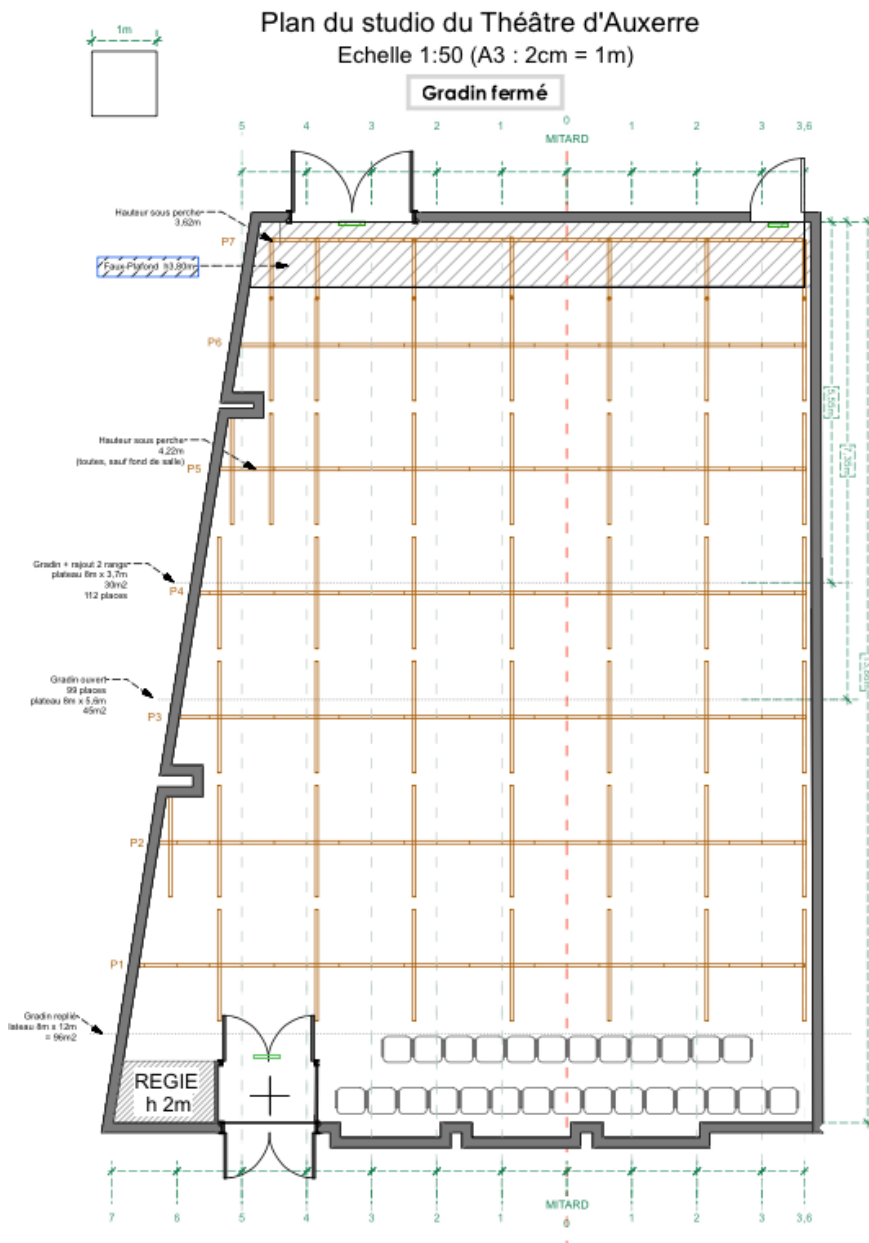 Plan du studio du Théâtre d'Auxerre
Echelle 1:50 (A3 : 2cm = 1m)
Gradin fermé
1m
5 4 3 2 1 0 1 2 3 3,6
MITARD
Hauteur sous perche
3,62m
P7
Faux-Plafond h3,80m
P6
Hauteur sous perche
4,22m
(toutes, sauf fond de salle)
P5
Gradin + rajout 2 rangs
plateau 8m x 3,7m
30m2
112 places
P4
Gradin ouvert
99 places
plateau 8m x 5,6m
45m2
P3
P2
P1
Gradin replié
lateau 8m x 12m
= 96m2
REGIE
h 2m
MITARD
7 6 5 4 3 2 1 0 1 2 3 3,6